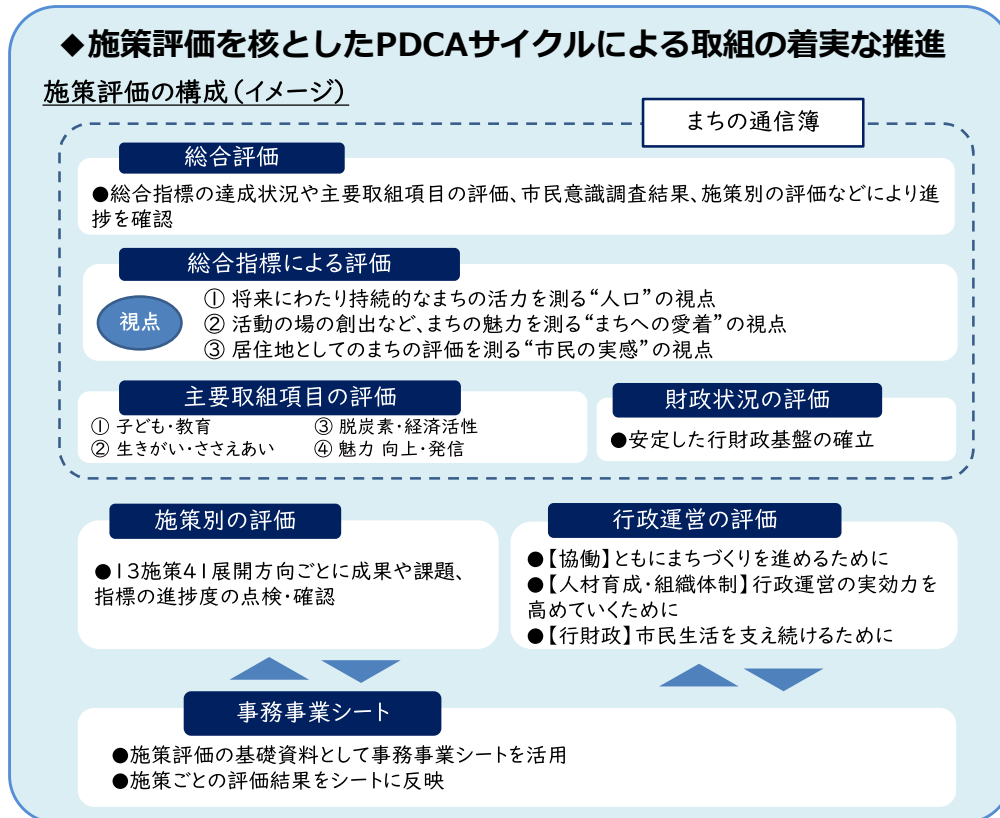 ◆施策評価を核としたPDCAサイクルによる取組の着実な推進
施策評価の構成（イメージ）
まちの通信簿
総合評価
●総合指標の達成状況や主要取組項目の評価、市民意識調査結果、施策別の評価などにより進
捗を確認
総合指標による評価
視点
① 将来にわたり持続的なまちの活力を測る“人口”の視点
② 活動の場の創出など、まちの魅力を測る“まちへの愛着”の視点
③ 居住地としてのまちの評価を測る“市民の実感”の視点
主要取組項目の評価
① 子ども・教育 ③ 脱炭素・経済活性
② 生きがい・ささえあい ④ 魅力 向上・発信
財政状況の評価
●安定した行財政基盤の確立
施策別の評価
●13施策41展開方向ごとに成果や課題、
指標の進捗度の点検・確認
行政運営の評価
●【協働】ともにまちづくりを進めるために
●【人材育成・組織体制】行政運営の実効力を
高めていくために
●【行財政】市民生活を支え続けるために
事務事業シート
●施策評価の基礎資料として事務事業シートを活用
●施策ごとの評価結果をシートに反映